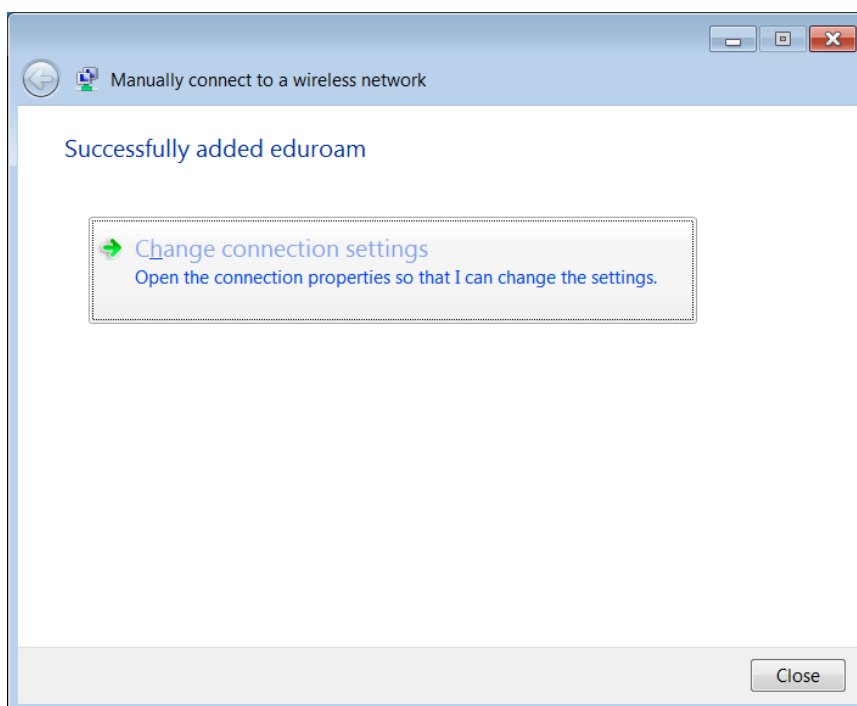 Manually connect to a wireless network
Successfully added eduroam
Change connection settings
Open the connection properties so that I can change the settings.
Close